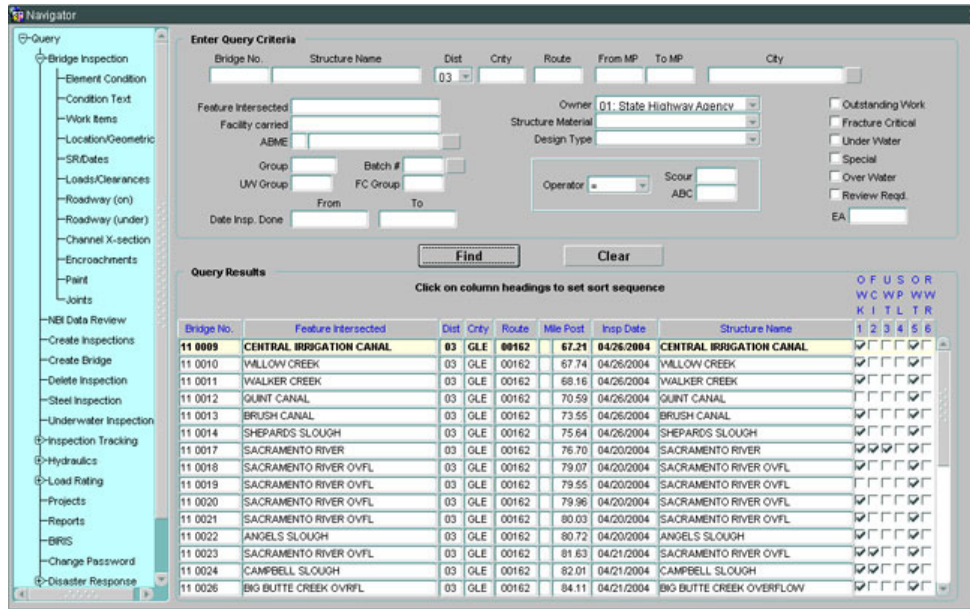 Navigator
Query
Bridge Inspection
Element Condition
Condition Text
Work Items
Location/Geometric
SR/Dates
Loads/Clearances
Roadway (on)
Roadway (under)
Channel X-section
Encroachments
Paint
Joints
NBI Data Review
Create Inspections
Create Bridge
Delete Inspection
Steel Inspection
Underwater Inspection
Inspection Tracking
Hydraulics
Load Rating
Projects
Reports
BIRIS
Change Password
Disaster Response
Enter Query Criteria
Bridge No. Structure Name Dist Cnty Route From MP To MP City
03
Feature Intersected Owner 01: State Highway Agency Outstanding Work
Facility carried Structure Material Fracture Critical
ABME Design Type Under Water
Special
Group Batch # Operator = Scour Over Water
UW Group FC Group ABC Review Reqd.
From To EA
Date Insp. Done
Find Clear
Query Results
Click on column headings to set sort sequence
O F U S O R
W C W P W W
K I T L T R
Bridge No. Feature Intersected Dist Cnty Route Mile Post Insp Date Structure Name 1 2 3 4 5 6
11 0009 CENTRAL IRRIGATION CANAL 03 GLE 00162 67.21 04/26/2004 CENTRAL IRRIGATION CANAL
11 0010 WILLOW CREEK 03 GLE 00162 67.74 04/26/2004 WILLOW CREEK
11 0011 WALKER CREEK 03 GLE 00162 68.16 04/26/2004 WALKER CREEK
11 0012 QUINT CANAL 03 GLE 00162 70.59 04/26/2004 QUINT CANAL
11 0013 BRUSH CANAL 03 GLE 00162 73.55 04/26/2004 BRUSH CANAL
11 0014 SHEPARDS SLOUGH 03 GLE 00162 75.64 04/26/2004 SHEPARDS SLOUGH
11 0017 SACRAMENTO RIVER 03 GLE 00162 76.70 04/20/2004 SACRAMENTO RIVER
11 0018 SACRAMENTO RIVER OVFL 03 GLE 00162 79.07 04/20/2004 SACRAMENTO RIVER OVFL
11 0019 SACRAMENTO RIVER OVFL 03 GLE 00162 79.55 04/20/2004 SACRAMENTO RIVER OVFL
11 0020 SACRAMENTO RIVER OVFL 03 GLE 00162 79.96 04/20/2004 SACRAMENTO RIVER OVFL
11 0021 SACRAMENTO RIVER OVFL 03 GLE 00162 80.03 04/20/2004 SACRAMENTO RIVER OVFL
11 0022 ANGELS SLOUGH 03 GLE 00162 80.72 04/20/2004 ANGELS SLOUGH
11 0023 SACRAMENTO RIVER OVFL 03 GLE 00162 81.63 04/21/2004 SACRAMENTO RIVER OVFL
11 0024 CAMPBELL SLOUGH 03 GLE 00162 82.01 04/21/2004 CAMPBELL SLOUGH
11 0026 BIG BUTTE CREEK OVRFL 03 GLE 00162 84.11 04/21/2004 BIG BUTTE CREEK OVERFLOW